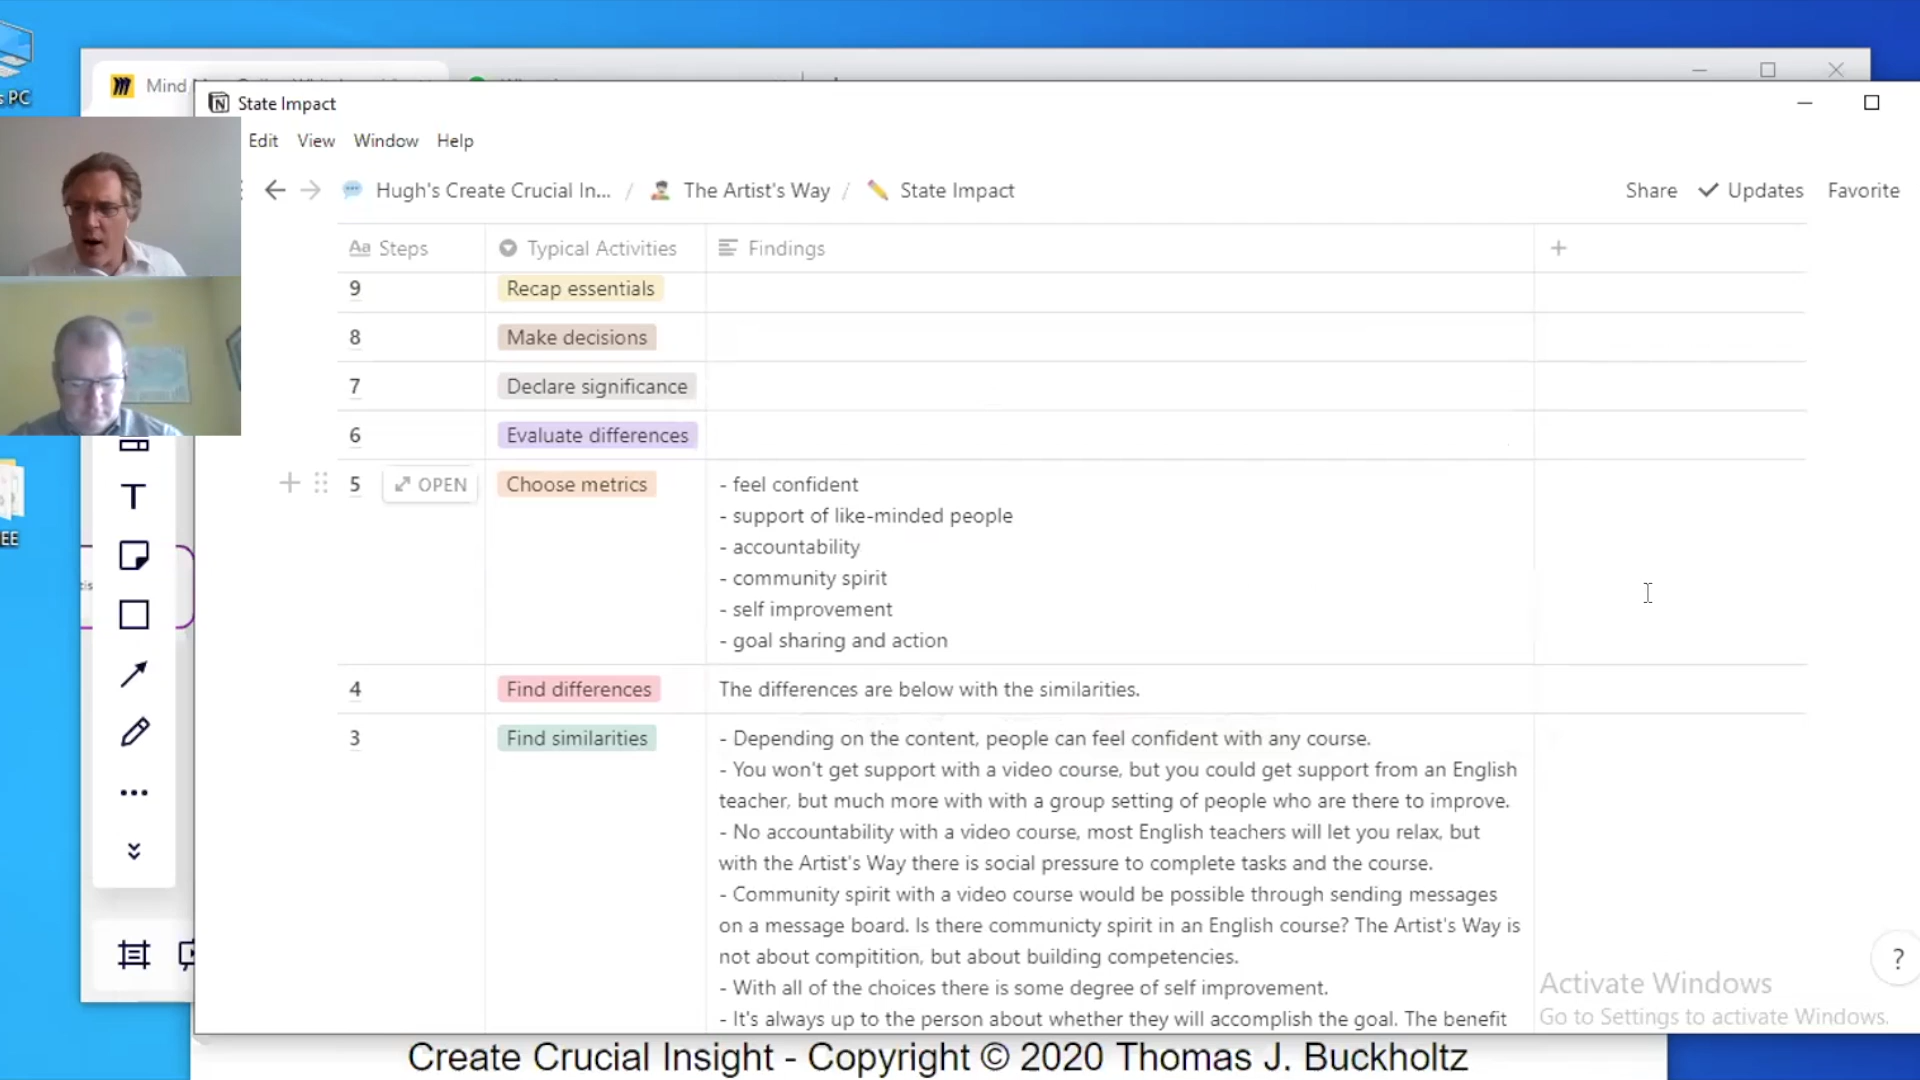 s PC
Mind
State Impact
Edit View Window Help
Hugh's Create Crucial In... / The Artist's Way / State Impact
Share Updates Favorite
Aa Steps Typical Activities Findings +
9 Recap essentials
8 Make decisions
7 Declare significance
6 Evaluate differences
5 OPEN Choose metrics - feel confident
- support of like-minded people
- accountability
- community spirit
- self improvement
- goal sharing and action
4 Find differences The differences are below with the similarities.
3 Find similarities - Depending on the content, people can feel confident with any course.
- You won't get support with a video course, but you could get support from an English
teacher, but much more with with a group setting of people who are there to improve.
- No accountability with a video course, most English teachers will let you relax, but
with the Artist's Way there is social pressure to complete tasks and the course.
- Community spirit with a video course would be possible through sending messages
on a message board. Is there communicty spirit in an English course? The Artist's Way is
not about compitition, but about building competencies.
- With all of the choices there is some degree of self improvement.
- It's always up to the person about whether they will accomplish the goal. The benefit
EE
T
?
Activate Windows
Go to Settings to activate Windows.
Create Crucial Insight - Copyright © 2020 Thomas J. Buckholtz